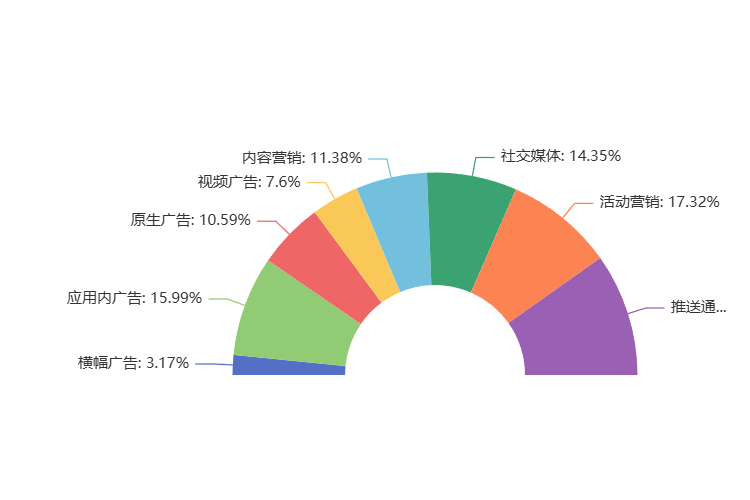 内容营销: 11.38%
社交媒体: 14.35%
视频广告: 7.6%
活动营销: 17.32%
原生广告: 10.59%
应用内广告: 15.99%
推送通...
横幅广告: 3.17%